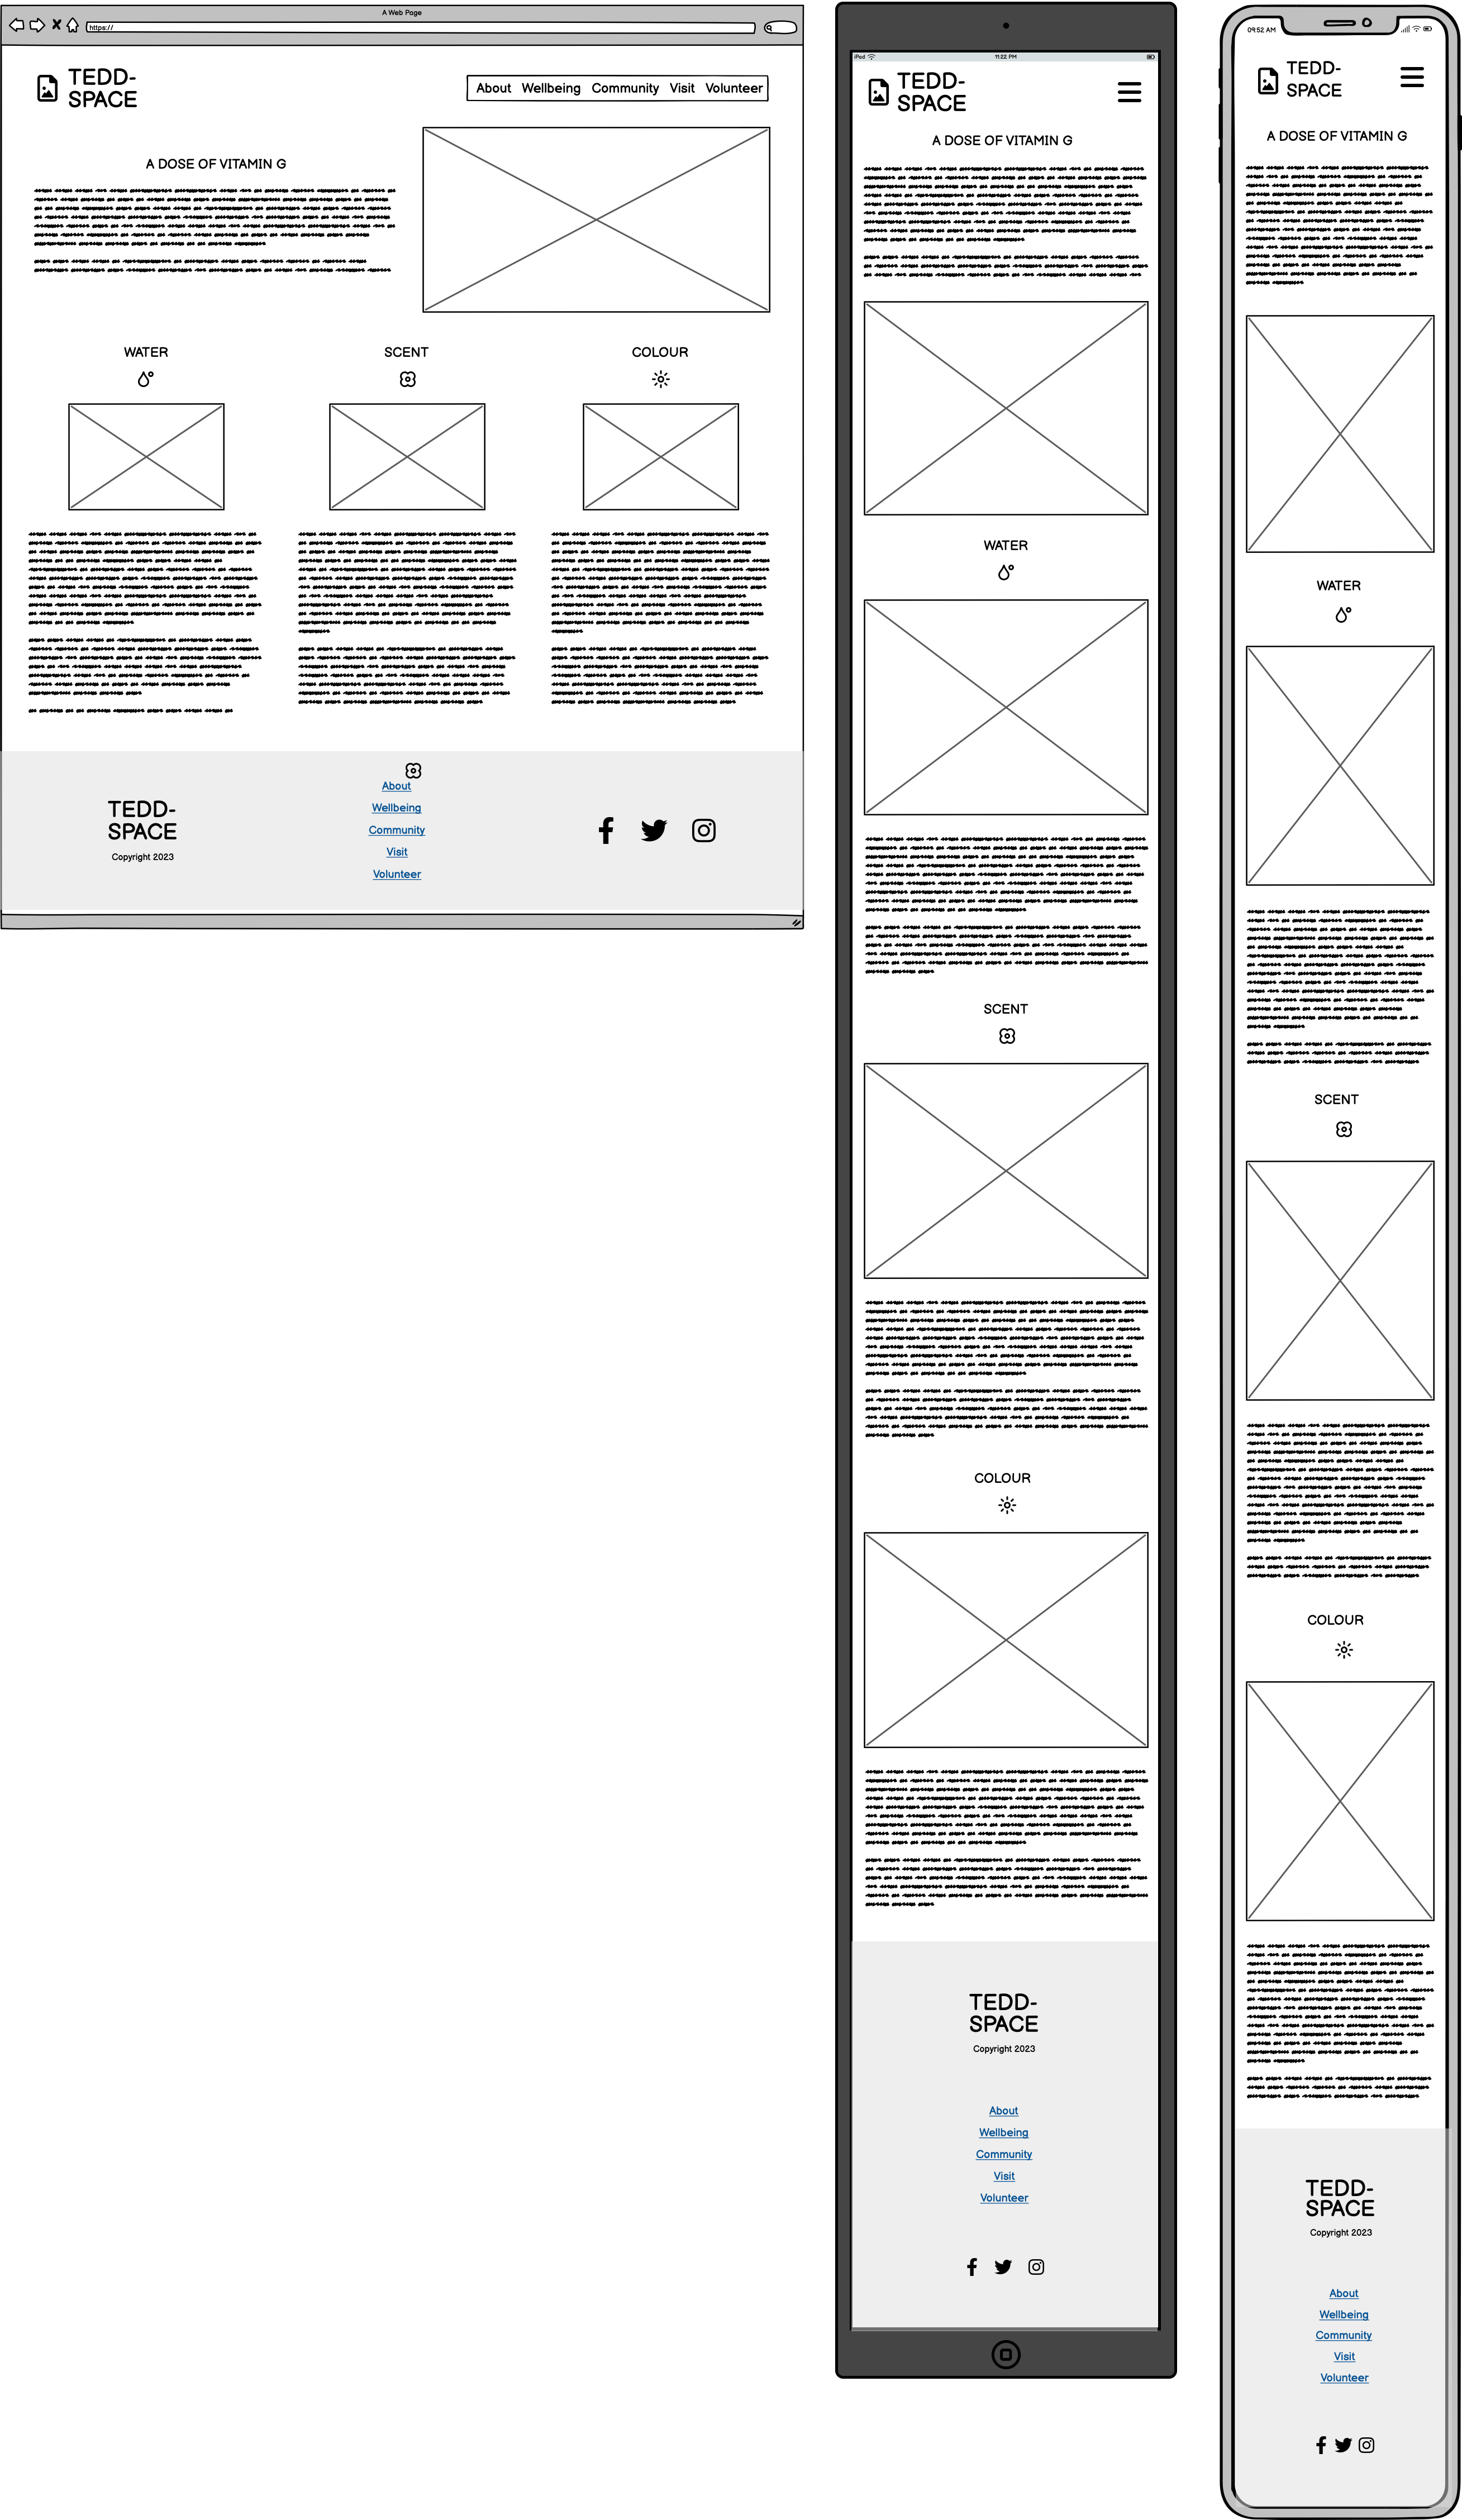 A Web Page
https://
TEDD-
SPACE
About Wellbeing Community Visit Volunteer
A DOSE OF VITAMIN G
WATER
SCENT
COLOUR
TEDD-
SPACE
Copyright 2023
About
Wellbeing
Community
Visit
Volunteer
iPad
11:22 PM
TEDD-
SPACE
A DOSE OF VITAMIN G
WATER
SCENT
COLOUR
TEDD-
SPACE
Copyright 2023
About
Wellbeing
Community
Visit
Volunteer
09:52 AM
TEDD-
SPACE
A DOSE OF VITAMIN G
WATER
SCENT
COLOUR
TEDD-
SPACE
Copyright 2023
About
Wellbeing
Community
Visit
Volunteer